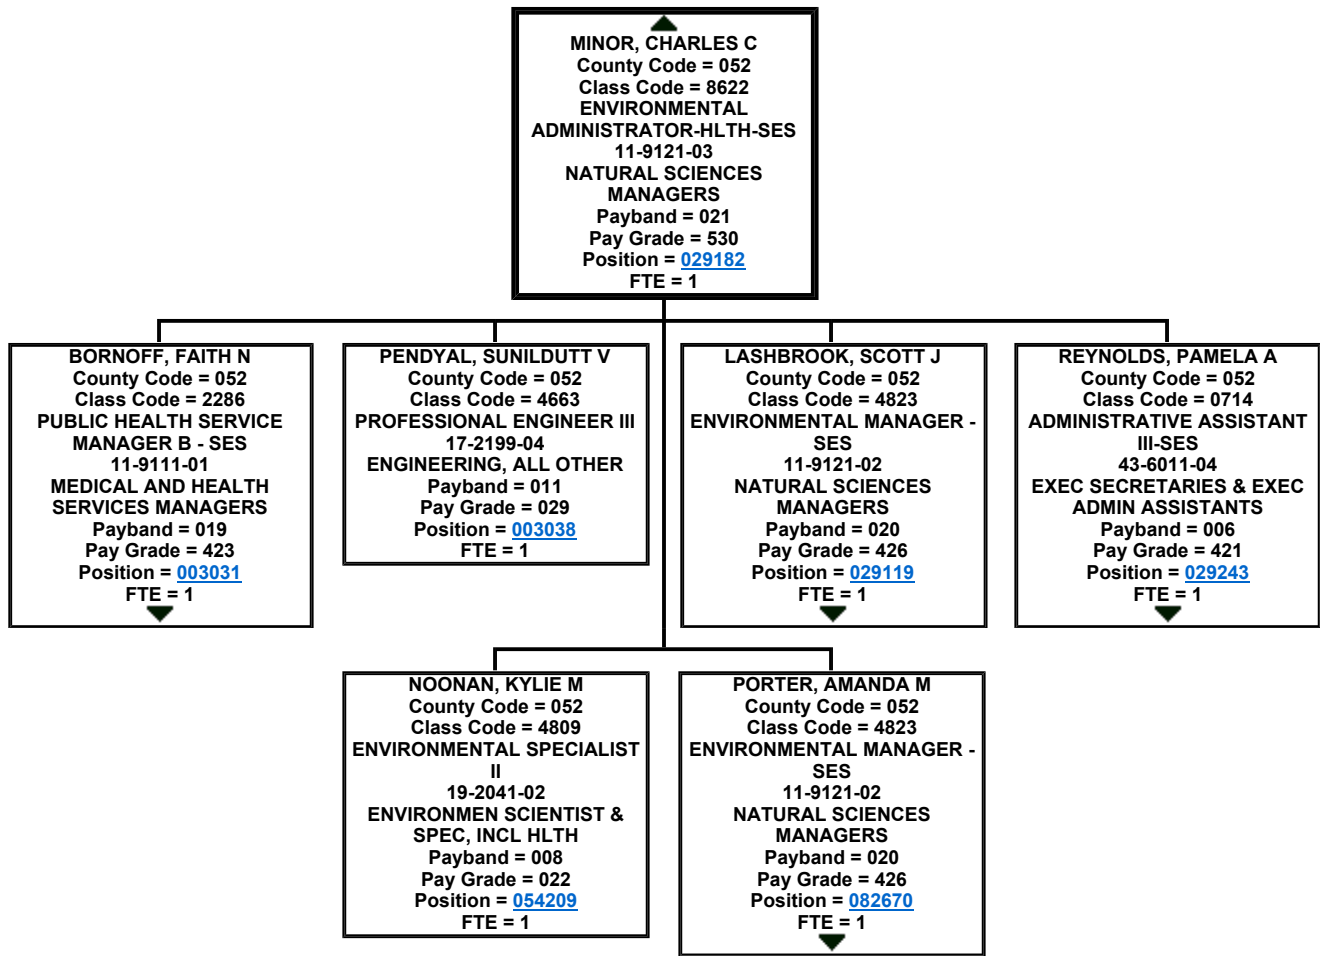 MINOR, CHARLES C
County Code = 052
Class Code = 8622
ENVIRONMENTAL
ADMINISTRATOR-HLTH-SES
11-9121-03
NATURAL SCIENCES
MANAGERS
Payband = 021
Pay Grade = 530
Position = 029182
FTE = 1
BORNOFF, FAITH N
County Code = 052
Class Code = 2286
PUBLIC HEALTH SERVICE
MANAGER B - SES
11-9111-01
MEDICAL AND HEALTH
SERVICES MANAGERS
Payband = 019
Pay Grade = 423
Position = 003031
FTE = 1
PENDYAL, SUNILDUTT V
County Code = 052
Class Code = 4663
PROFESSIONAL ENGINEER III
17-2199-04
ENGINEERING, ALL OTHER
Payband = 011
Pay Grade = 029
Position = 003038
FTE = 1
LASHBROOK, SCOTT J
County Code = 052
Class Code = 4823
ENVIRONMENTAL MANAGER -
SES
11-9121-02
NATURAL SCIENCES
MANAGERS
Payband = 020
Pay Grade = 426
Position = 029119
FTE = 1
REYNOLDS, PAMELA A
County Code = 052
Class Code = 0714
ADMINISTRATIVE ASSISTANT
III-SES
43-6011-04
EXEC SECRETARIES & EXEC
ADMIN ASSISTANTS
Payband = 006
Pay Grade = 421
Position = 029243
FTE = 1
NOONAN, KYLIE M
County Code = 052
Class Code = 4809
ENVIRONMENTAL SPECIALIST
II
19-2041-02
ENVIRONMEN SCIENTIST &
SPEC, INCL HLTH
Payband = 008
Pay Grade = 022
Position = 054209
FTE = 1
PORTER, AMANDA M
County Code = 052
Class Code = 4823
ENVIRONMENTAL MANAGER -
SES
11-9121-02
NATURAL SCIENCES
MANAGERS
Payband = 020
Pay Grade = 426
Position = 082670
FTE = 1